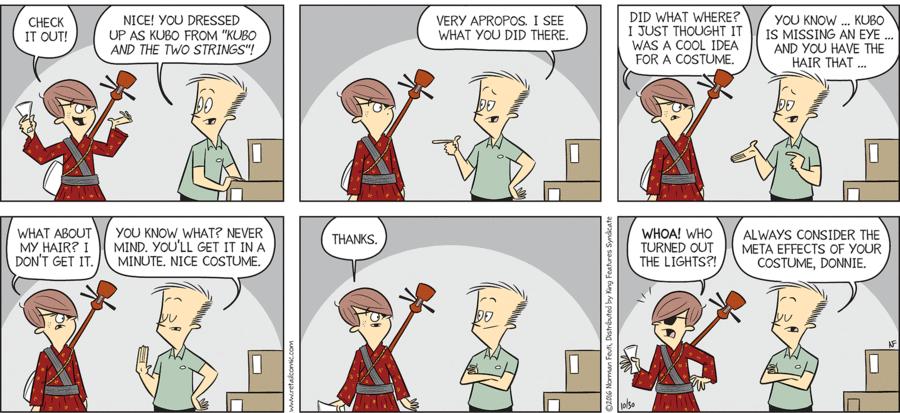 CHECK
IT OUT!
NICE! YOU DRESSED
UP AS KUBO FROM "KUBO
AND THE TWO STRINGS"!
VERY APROPOS. I SEE
WHAT YOU DID THERE.
DID WHAT WHERE?
I JUST THOUGHT IT
WAS A COOL IDEA
FOR A COSTUME.
YOU KNOW ... KUBO
IS MISSING AN EYE ...
AND YOU HAVE THE
HAIR THAT ...
WHAT ABOUT
MY HAIR? I
DON'T GET IT.
YOU KNOW WHAT? NEVER
MIND. YOU'LL GET IT IN A
MINUTE. NICE COSTUME.
www.retailcomic.com
THANKS.
©2016 Norman Feuti, Distributed by King Features Syndicate
WHOA! WHO
TURNED OUT
THE LIGHTS?!
ALWAYS CONSIDER THE
META EFFECTS OF YOUR
COSTUME, DONNIE.
NF
10/30